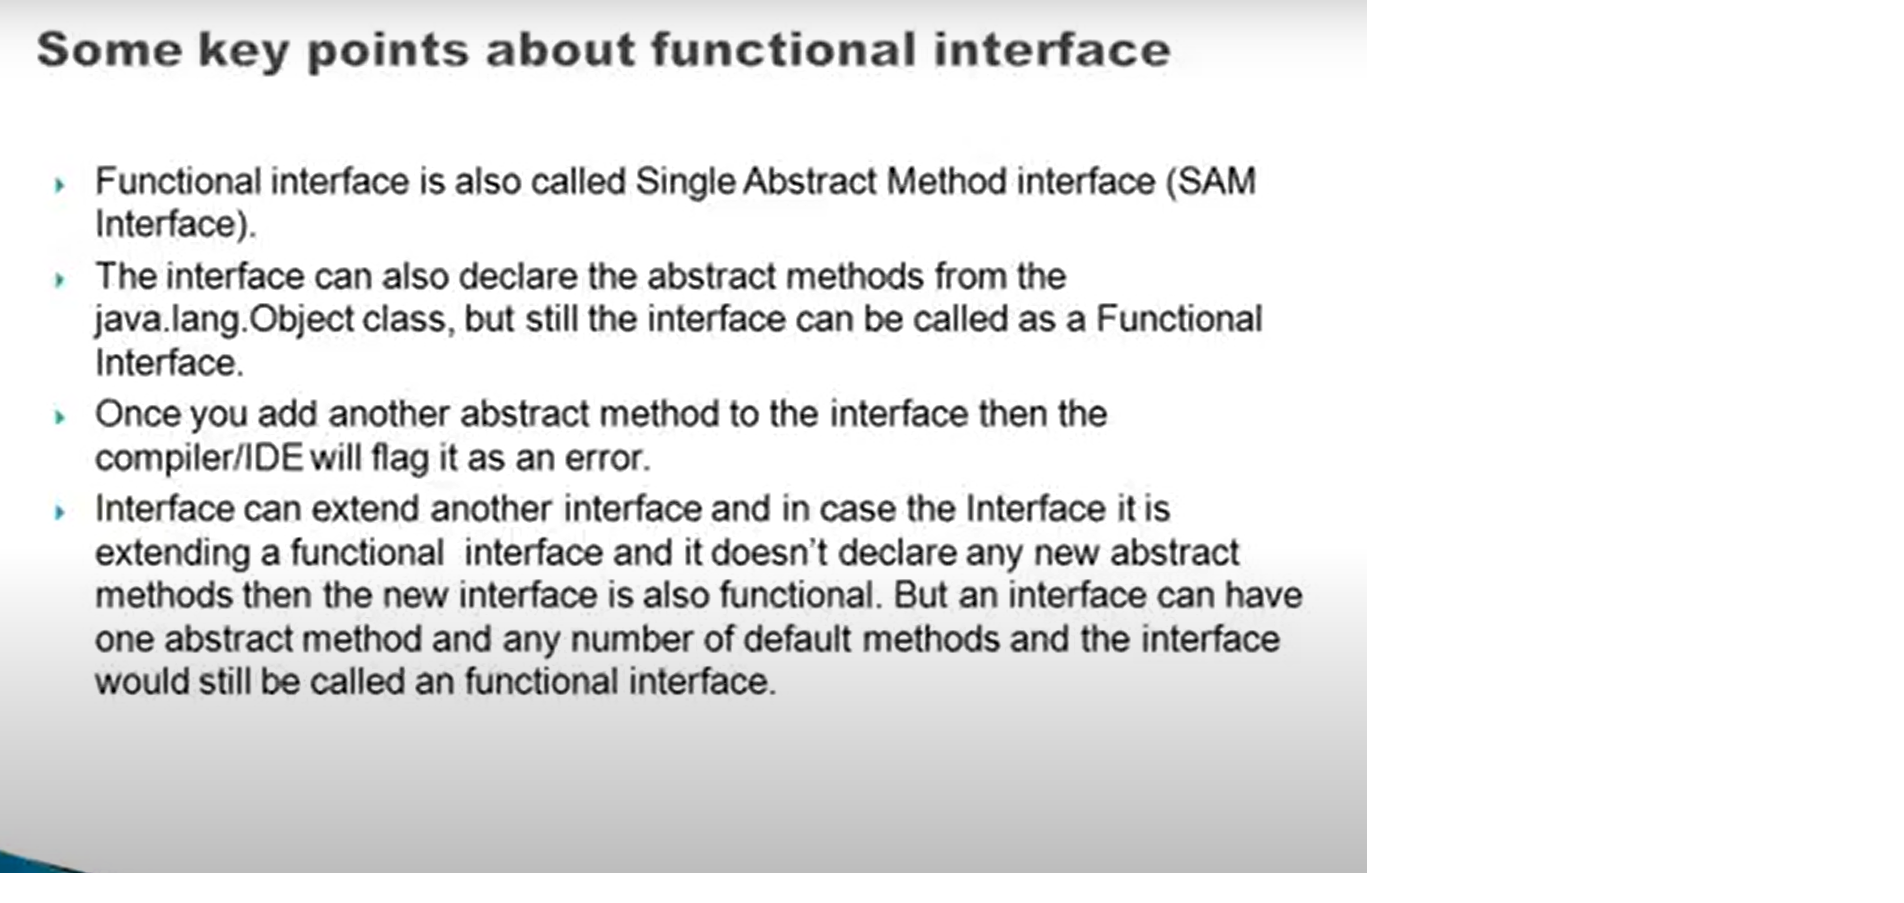 Some key points about functional interface
Functional interface is also called Single Abstract Method interface (SAM
Interface).
The interface can also declare the abstract methods from the
java.lang.Object class, but still the interface can be called as a Functional
Interface.
Once you add another abstract method to the interface then the
compiler/IDE will flag it as an error.
Interface can extend another interface and in case the Interface it is
extending a functional interface and it doesn't declare any new abstract
methods then the new interface is also functional. But an interface can have
one abstract method and any number of default methods and the interface
would still be called an functional interface.